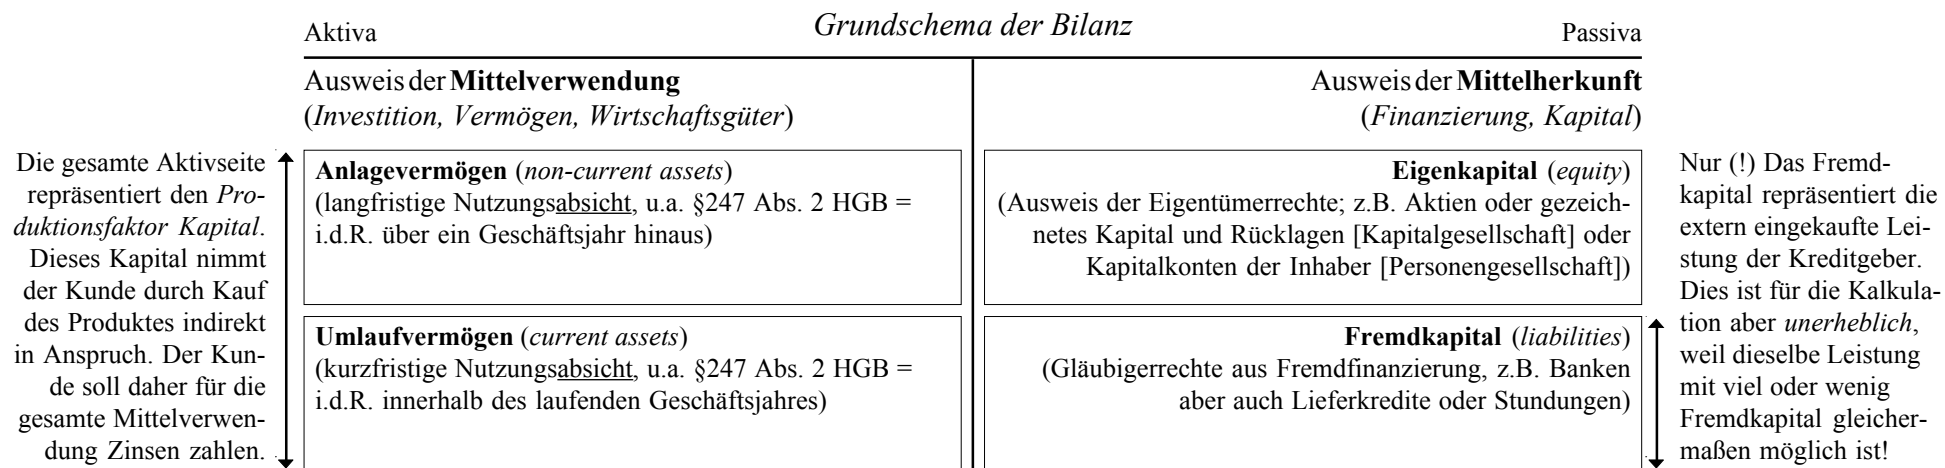 Grundschema der Bilanz
Aktiva
Passiva
Ausweis der Mittelverwendung
(Investition, Vermögen, Wirtschaftsgüter)
Ausweis der Mittelherkunft
(Finanzierung, Kapital)
Die gesamte Aktivseite
repräsentiert den Pro-
duktionsfaktor Kapital.
Dieses Kapital nimmt
der Kunde durch Kauf
des Produktes indirekt
in Anspruch. Der Kun-
de soll daher für die
gesamte Mittelverwen-
dung Zinsen zahlen.
Anlagevermögen (non-current assets)
(langfristige Nutzungsabsicht, u.a. §247 Abs. 2 HGB =
i.d.R. über ein Geschäftsjahr hinaus)
Umlaufvermögen (current assets)
(kurzfristige Nutzungsabsicht, u.a. §247 Abs. 2 HGB =
i.d.R. innerhalb des laufenden Geschäftsjahres)
Eigenkapital (equity)
(Ausweis der Eigentümerrechte; z.B. Aktien oder gezeich-
netes Kapital und Rücklagen [Kapitalgesellschaft] oder
Kapitalkonten der Inhaber [Personengesellschaft])
Fremdkapital (liabilities)
(Gläubigerrechte aus Fremdfinanzierung, z.B. Banken
aber auch Lieferkredite oder Stundungen)
Nur (!) Das Fremd-
kapital repräsentiert die
extern eingekaufte Lei-
stung der Kreditgeber.
Dies ist für die Kalkula-
tion aber unerheblich,
weil dieselbe Leistung
mit viel oder wenig
Fremdkapital gleicher-
maßen möglich ist!